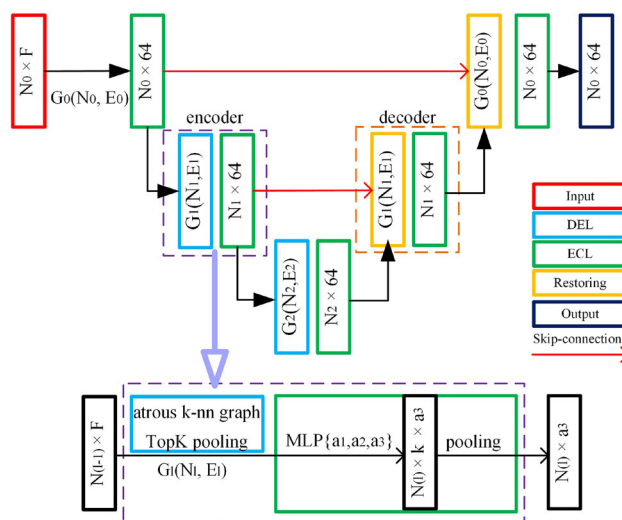 N0 × F
G0(N0, E0)
N0 × 64
G0(N0,E0)
N0 × 64
N0 × 64
encoder
decoder
G1(N1,E1)
N1 × 64
G1(N1,E1)
N1 × 64
G2(N2,E2)
N2 × 64
Input
DEL
ECL
Restoring
Output
Skip-connection
N(l-1) × F
atrous k-nn graph
TopK pooling
Gl(Nl, El)
MLP{a1,a2,a3}
N(l) × k × a3
pooling
N(l) × a3